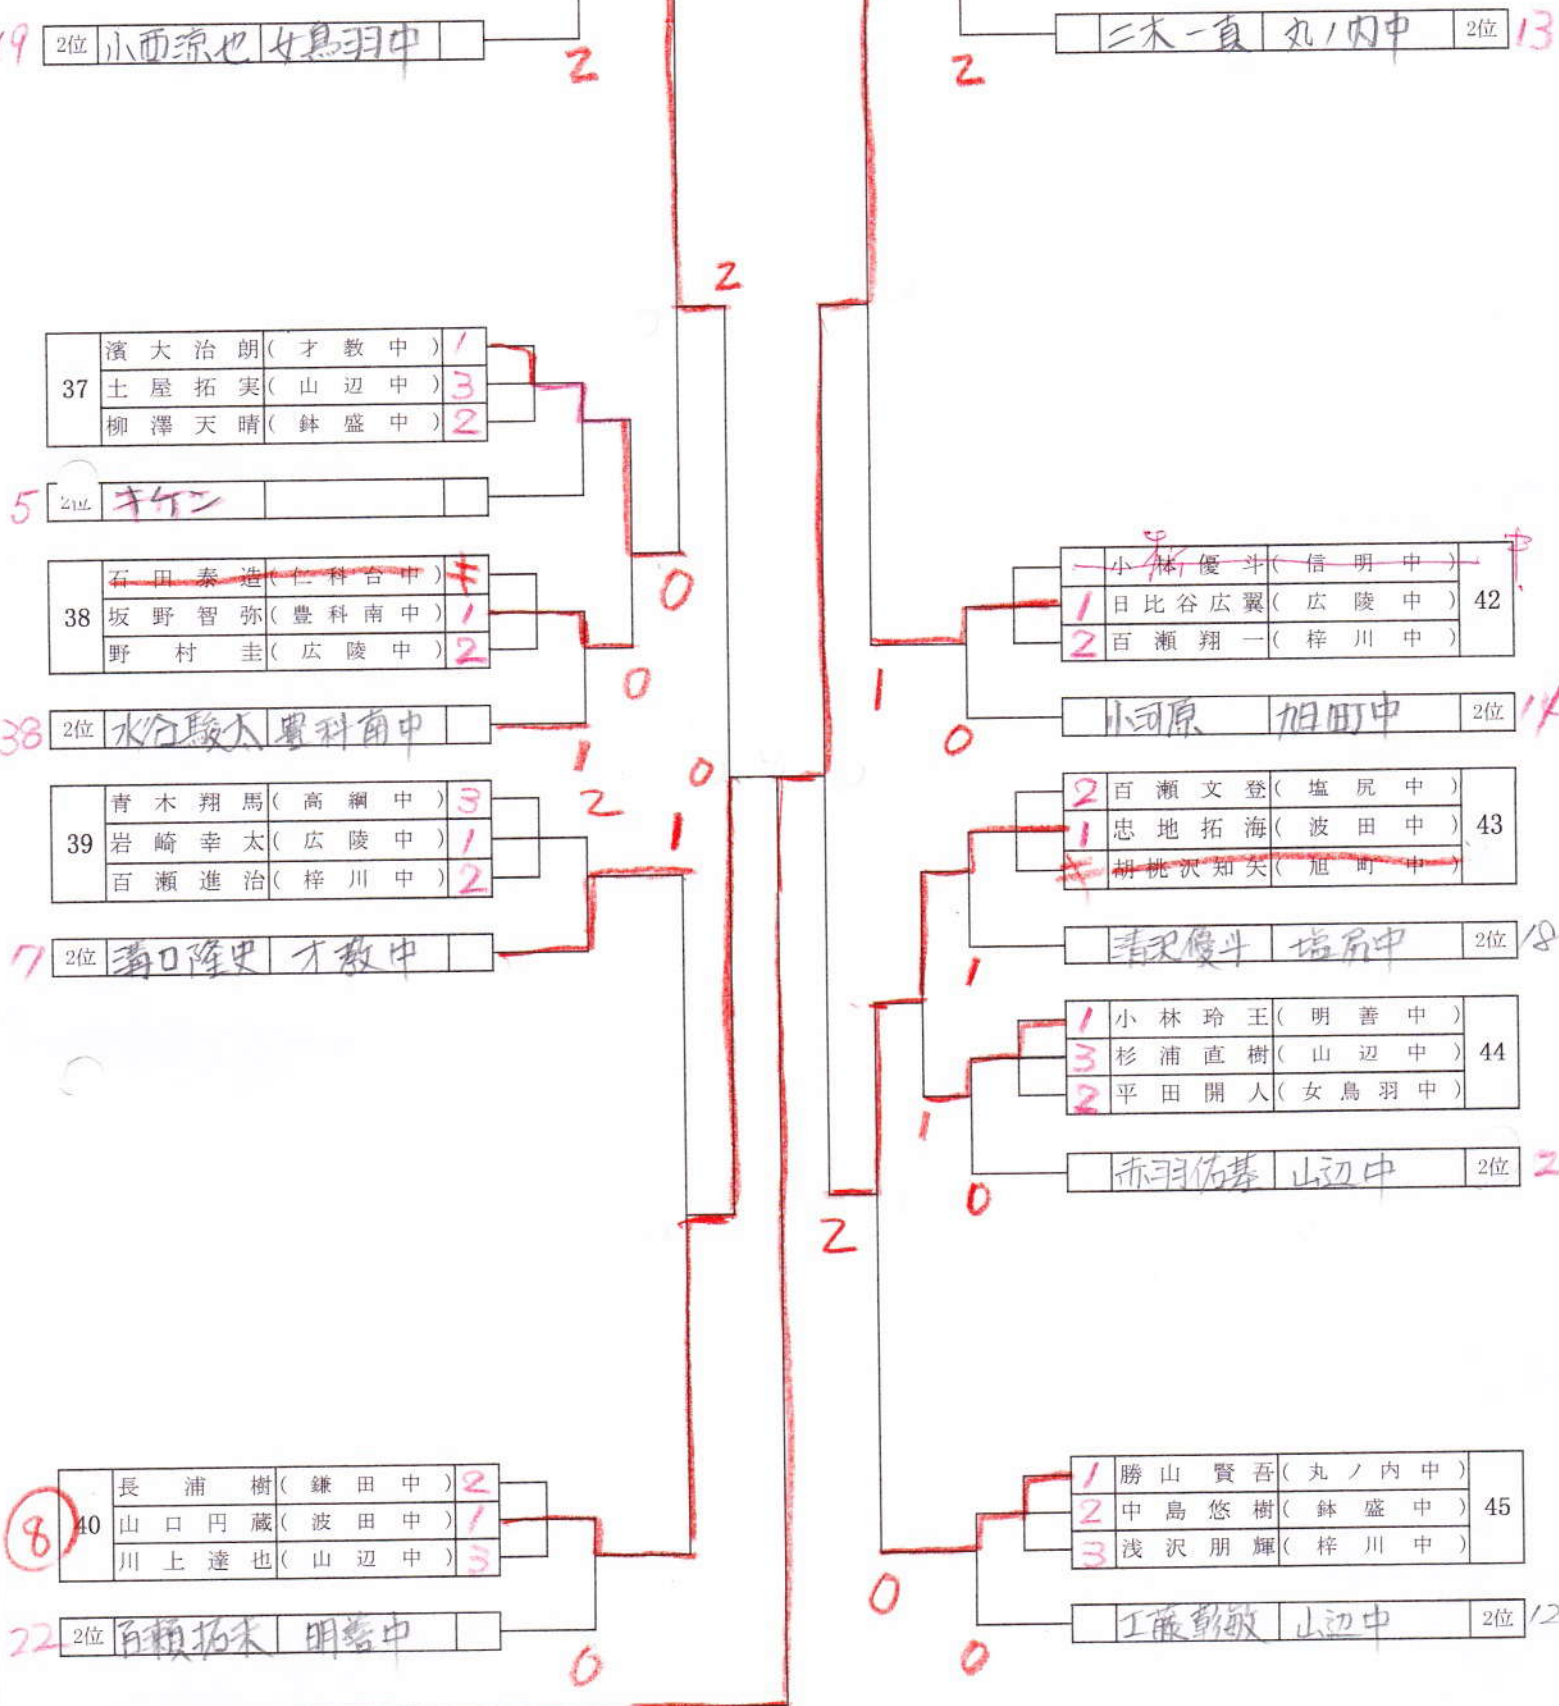 19 2位 小西涼也 女鳥羽中
2
37
濱大治朗(才教中) 1
土屋拓実(山辺中) 3
柳澤天晴(鉢盛中) 2
5 2位 キケン
38
石田泰造(仁科台中) キ
坂野智弥(豊科南中) 1
野村圭(広陵中) 2
38 2位 水谷駿太 豊科南中
39
青木翔馬(高綱中) 3
岩崎幸太(広陵中) 1
百瀬進治(梓川中) 2
7 2位 溝口隆史 才教中
⑧
40
長浦樹(鎌田中) 2
山口円蔵(波田中) 1
川上達也(山辺中) 3
22 2位 百瀬拓未 明善中
2
0
0
1
2
1
0
0
二木一真 丸ノ内中 2位 13
2
小林優斗(信明中)
1 日比谷広翼(広陵中)
2 百瀬翔一(梓川中)
42
小河原 旭町中 2位 14
2 百瀬文登(塩尻中)
1 忠地拓海(波田中)
キ 胡桃沢知矢(旭町中)
43
清沢優斗 塩尻中 2位 18
1 小林玲王(明善中)
3 杉浦直樹(山辺中)
2 平田開人(女鳥羽中)
44
赤羽佑基 山辺中 2位 2
1 勝山賢吾(丸ノ内中)
2 中島悠樹(鉢盛中)
3 浅沢朋輝(梓川中)
45
工藤彰敏 山辺中 2位 12
1
0
1
1
0
2
0
0